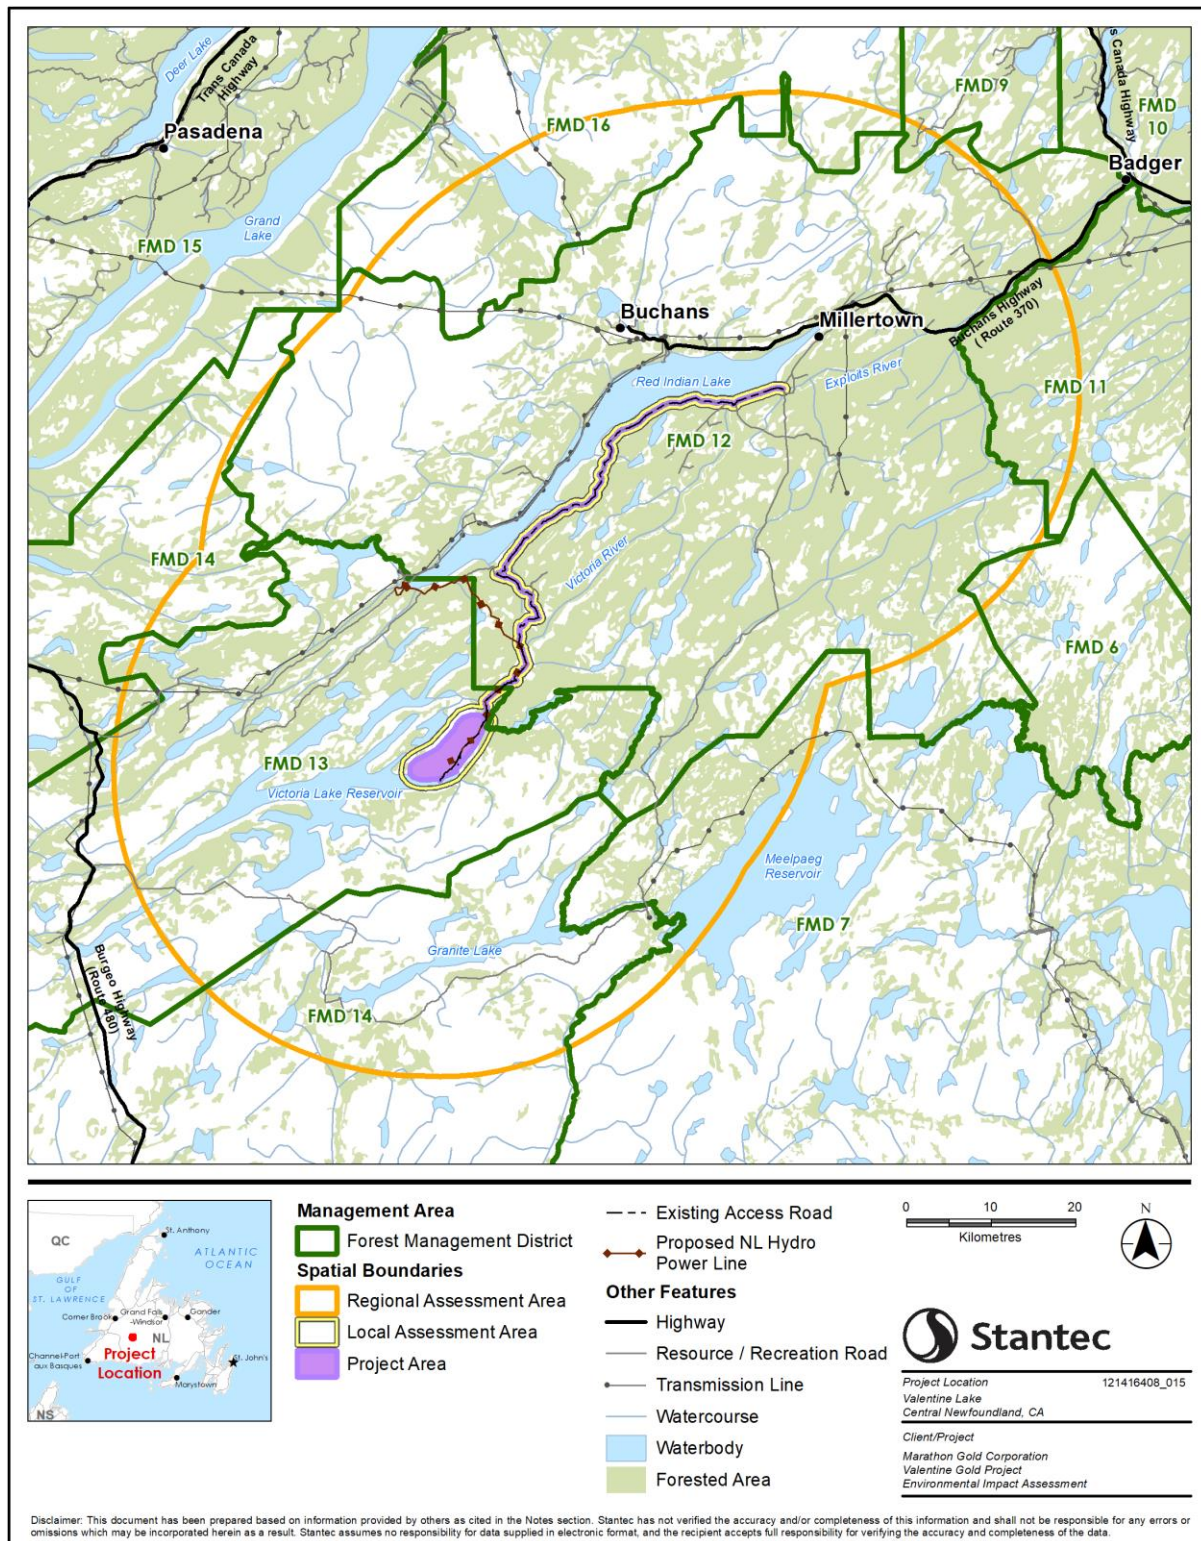 Deer Lake
Trans Canada
Highway
Pasadena
FMD 16
FMD 9
s Canada Highway
FMD
10
Badger
Grand
Lake
FMD 15
Buchans
Millertown
Buchans Highway
(Route 370)
Red Indian Lake
Exploits River
FMD 11
FMD 12
FMD 14
Victoria River
FMD 6
FMD 13
Victoria Lake Reservoir
Meelpaeg
Reservoir
FMD 7
Granite Lake
Burgeo Highway
(Route 480)
FMD 14
QC
St. Anthony
ATLANTIC
OCEAN
GULF
OF
ST. LAWRENCE
Corner Brook
Grand Falls
-Windsor
Gander
NL
Channel-Port
aux Basques
Project
Location
St. John's
Marystown
NS
Management Area
Forest Management District
Spatial Boundaries
Regional Assessment Area
Local Assessment Area
Project Area
Existing Access Road
Proposed NL Hydro
Power Line
Other Features
Highway
Resource / Recreation Road
Transmission Line
Watercourse
Waterbody
Forested Area
0 10 20
Kilometres
N
Stantec
Project Location 121416408_015
Valentine Lake
Central Newfoundland, CA
Client/Project
Marathon Gold Corporation
Valentine Gold Project
Environmental Impact Assessment
Disclaimer: This document has been prepared based on information provided by others as cited in the Notes section. Stantec has not verified the accuracy and/or completeness of this information and shall not be responsible for any errors or
omissions which may be incorporated herein as a result. Stantec assumes no responsibility for data supplied in electronic format, and the recipient accepts full responsibility for verifying the accuracy and completeness of the data.